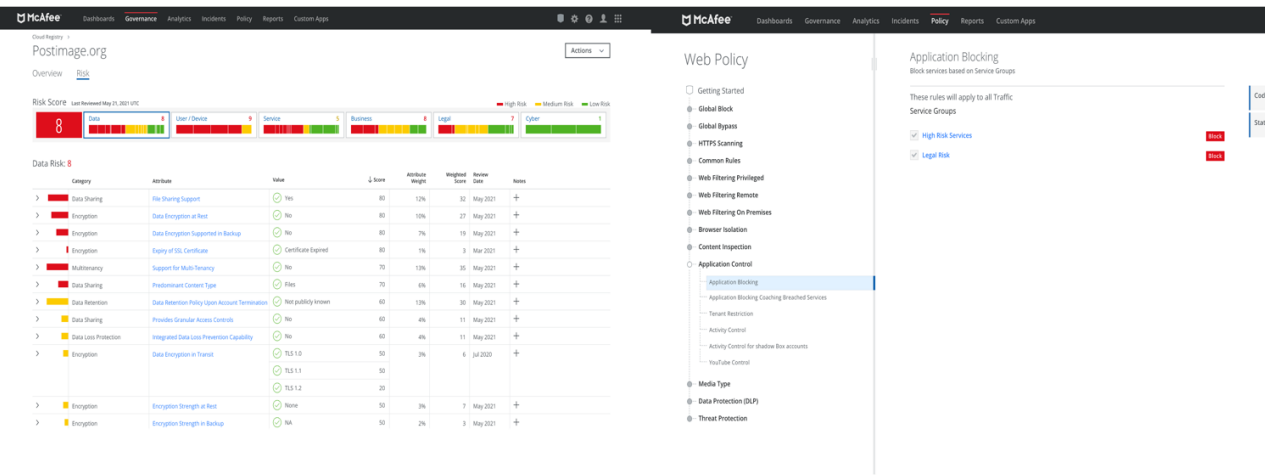 McAfee Dashboards Governance Analytics Incidents Policy Reports Custom Apps
Cloud Registry >
Postimage.org
Actions
Overview Risk
Risk Score Last Reviewed May 21, 2021 UTC
High Risk Medium Risk Low Risk
8 Data 8 User / Device 9 Service 5 Business 8 Legal 7 Cyber 1
Data Risk: 8
Category Attribute Value Score Attribute Weight Weighted Score Review Date Notes
Data Sharing File Sharing Support Yes 80 12% 32 May 2021 +
Encryption Data Encryption at Rest No 80 10% 27 May 2021 +
Encryption Data Encryption Supported in Backup No 80 7% 19 May 2021 +
Encryption Expiry of SSL Certificate Certificate Expired 80 1% 3 Mar 2021 +
Multitenancy Support for Multi-Tenancy No 70 13% 35 May 2021 +
Data Sharing Predominant Content Type Files 70 6% 16 May 2021 +
Data Retention Data Retention Policy Upon Account Termination Not publicly known 60 13% 30 May 2021 +
Data Sharing Provides Granular Access Controls No 60 4% 11 May 2021 +
Data Loss Protection Integrated Data Loss Prevention Capability No 60 4% 11 May 2021 +
Encryption Data Encryption in Transit TLS 1.0 50 3% 6 Jul 2020 +
TLS 1.1 50
TLS 1.2 20
Encryption Encryption Strength at Rest None 50 3% 7 May 2021 +
Encryption Encryption Strength in Backup NA 50 2% 3 May 2021 +
McAfee Dashboards Governance Analytics Incidents Policy Reports Custom Apps
Web Policy
Getting Started
Global Block
Global Bypass
HTTPS Scanning
Common Rules
Web Filtering Privileged
Web Filtering Remote
Web Filtering On Premises
Browser Isolation
Content Inspection
Application Control
Application Blocking
Application Blocking Coaching Breached Services
Tenant Restriction
Activity Control
Activity Control for shadow Box accounts
YouTube Control
Media Type
Data Protection (DLP)
Threat Protection
Application Blocking
Block services based on Service Groups
These rules will apply to all Traffic
Service Groups
High Risk Services Block
Legal Risk Block
Cod
Stat